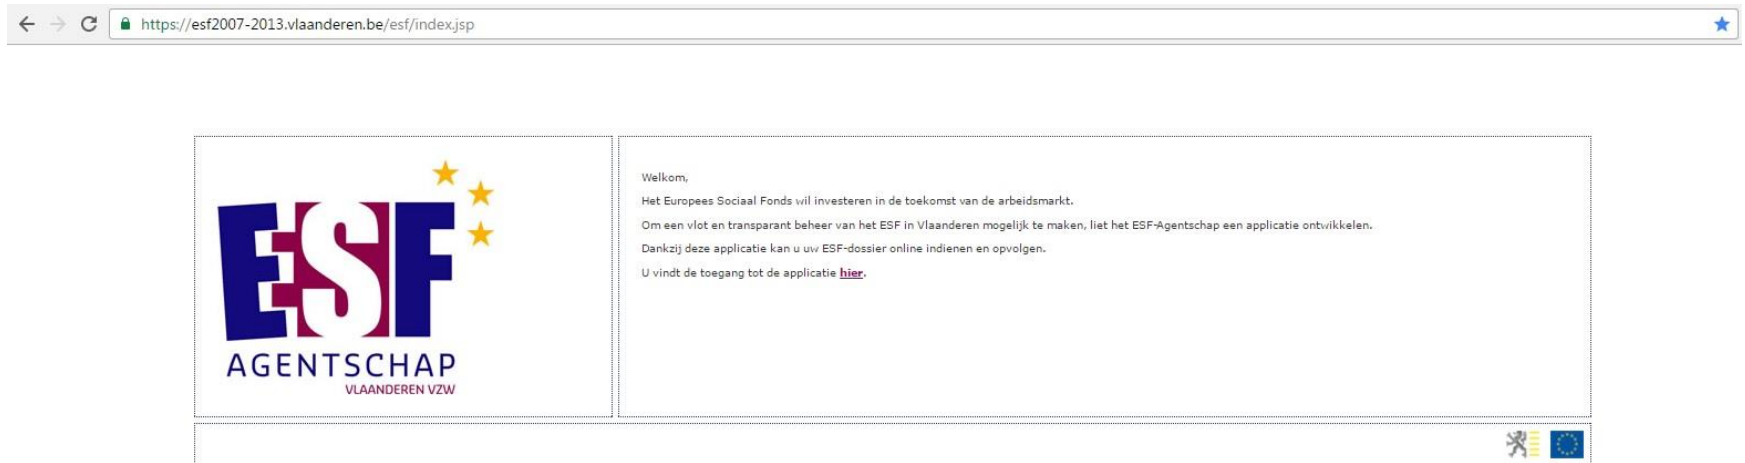 https://esf2007-2013.vlaanderen.be/esf/index.jsp
ESF
AGENTSCHAP
VLAANDEREN VZW
Welkom,
Het Europees Sociaal Fonds wil investeren in de toekomst van de arbeidsmarkt.
Om een vlot en transparant beheer van het ESF in Vlaanderen mogelijk te maken, liet het ESF-Agentschap een applicatie ontwikkelen.
Dankzij deze applicatie kan u uw ESF-dossier online indienen en opvolgen.
U vindt de toegang tot de applicatie hier.